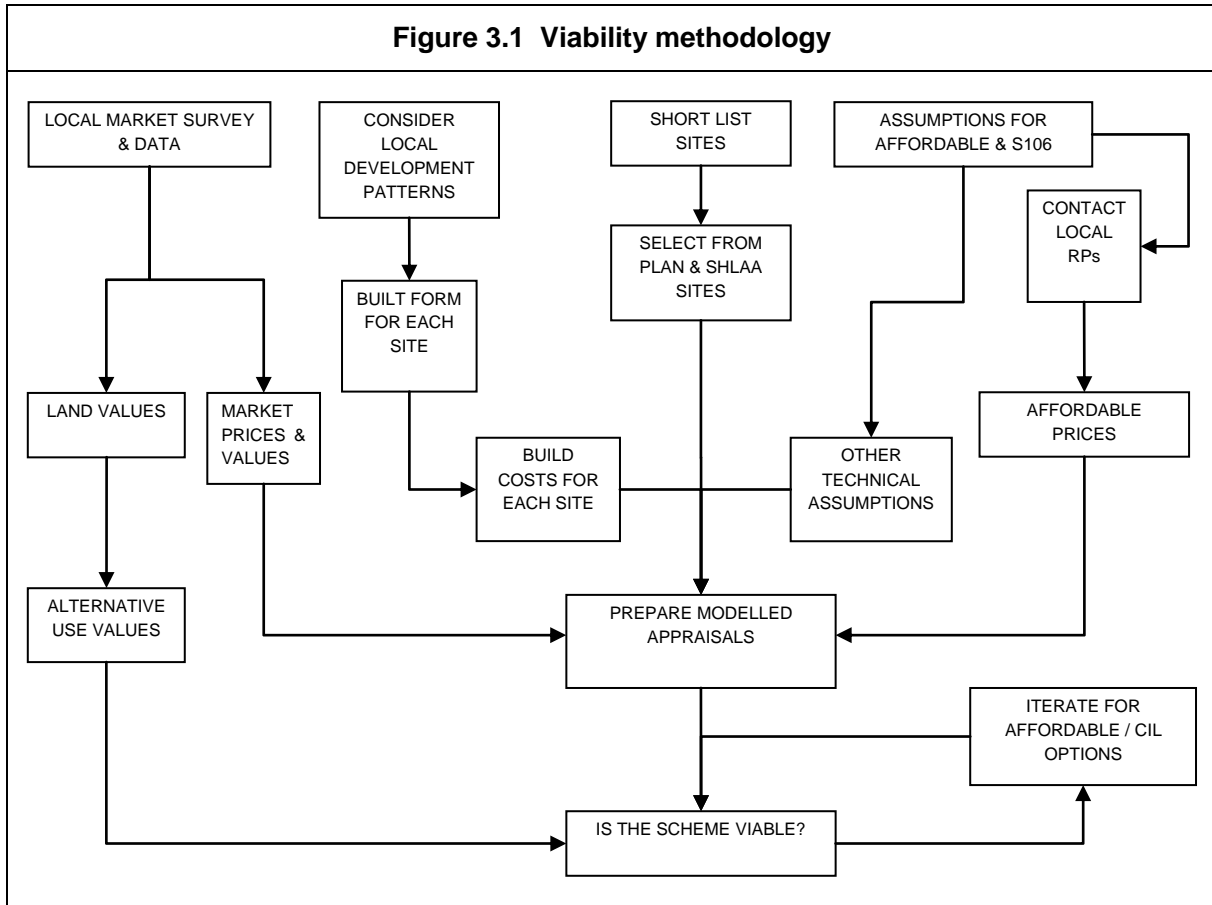 Figure 3.1 Viability methodology
LOCAL MARKET SURVEY
& DATA
CONSIDER
LOCAL
DEVELOPMENT
PATTERNS
SHORT LIST
SITES
ASSUMPTIONS FOR
AFFORDABLE & S106
CONTACT
LOCAL
RPs
SELECT FROM
PLAN & SHLAA
SITES
BUILT FORM
FOR EACH
SITE
LAND VALUES
MARKET
PRICES &
VALUES
AFFORDABLE
PRICES
BUILD
COSTS FOR
EACH SITE
OTHER
TECHNICAL
ASSUMPTIONS
ALTERNATIVE
USE VALUES
PREPARE MODELLED
APPRAISALS
ITERATE FOR
AFFORDABLE / CIL
OPTIONS
IS THE SCHEME VIABLE?